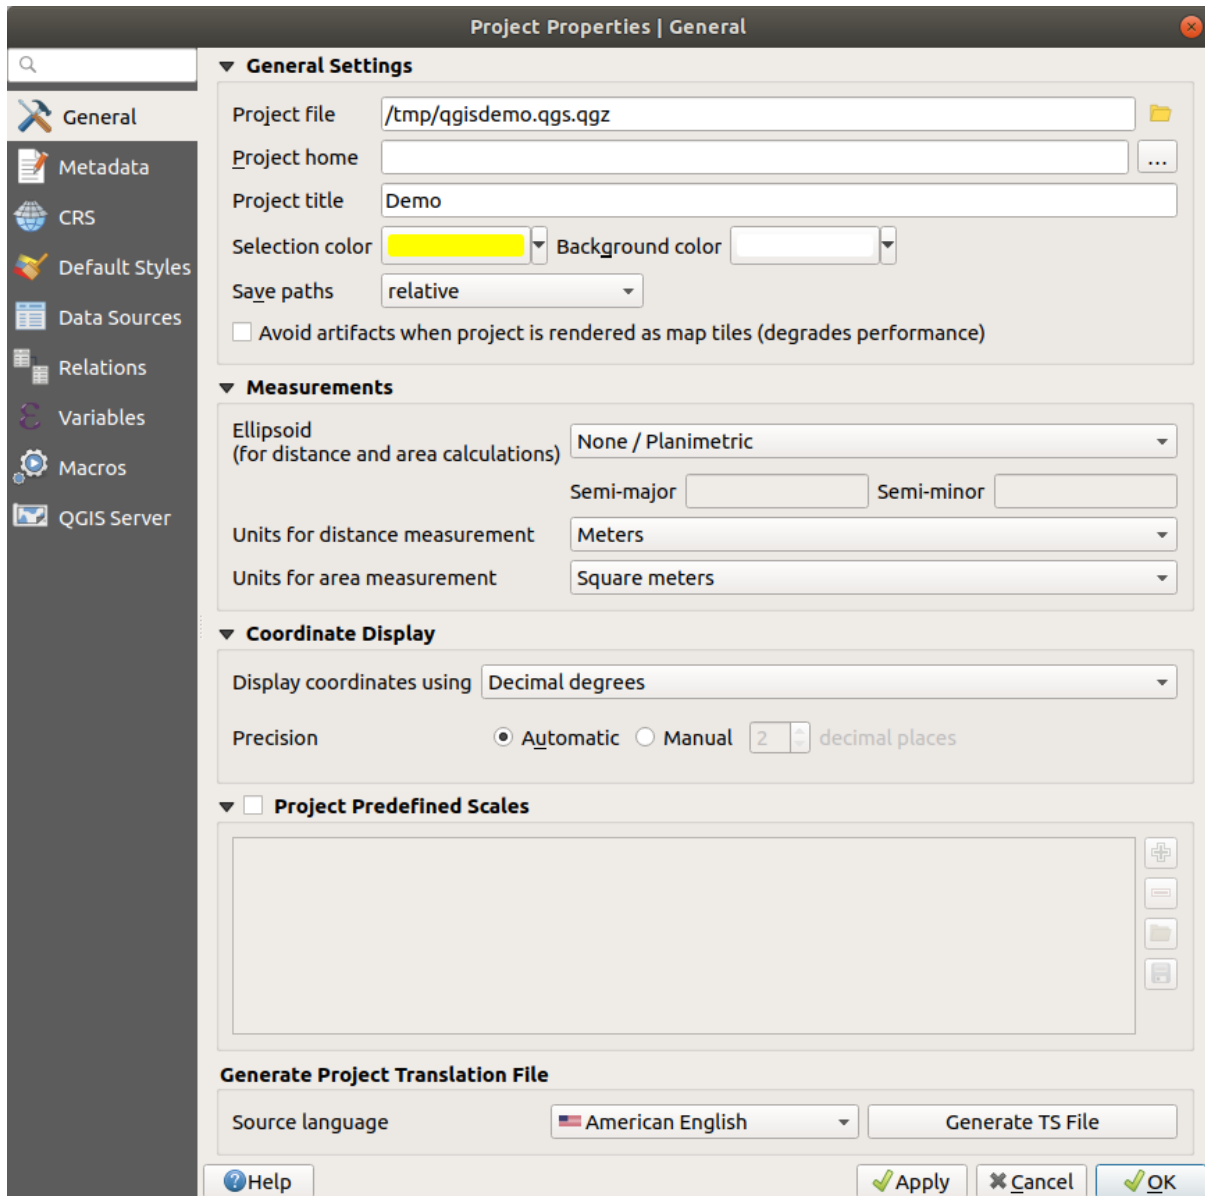 Project Properties | General
General
Metadata
CRS
Default Styles
Data Sources
Relations
Variables
Macros
QGIS Server
General Settings
Project file /tmp/qgisdemo.qgs.qgz
Project home ...
Project title Demo
Selection color Background color
Save paths relative
Avoid artifacts when project is rendered as map tiles (degrades performance)
Measurements
Ellipsoid
(for distance and area calculations) None / Planimetric
Semi-major Semi-minor
Units for distance measurement Meters
Units for area measurement Square meters
Coordinate Display
Display coordinates using Decimal degrees
Precision Automatic Manual 2 decimal places
Project Predefined Scales
Generate Project Translation File
Source language American English Generate TS File
Help Apply Cancel OK